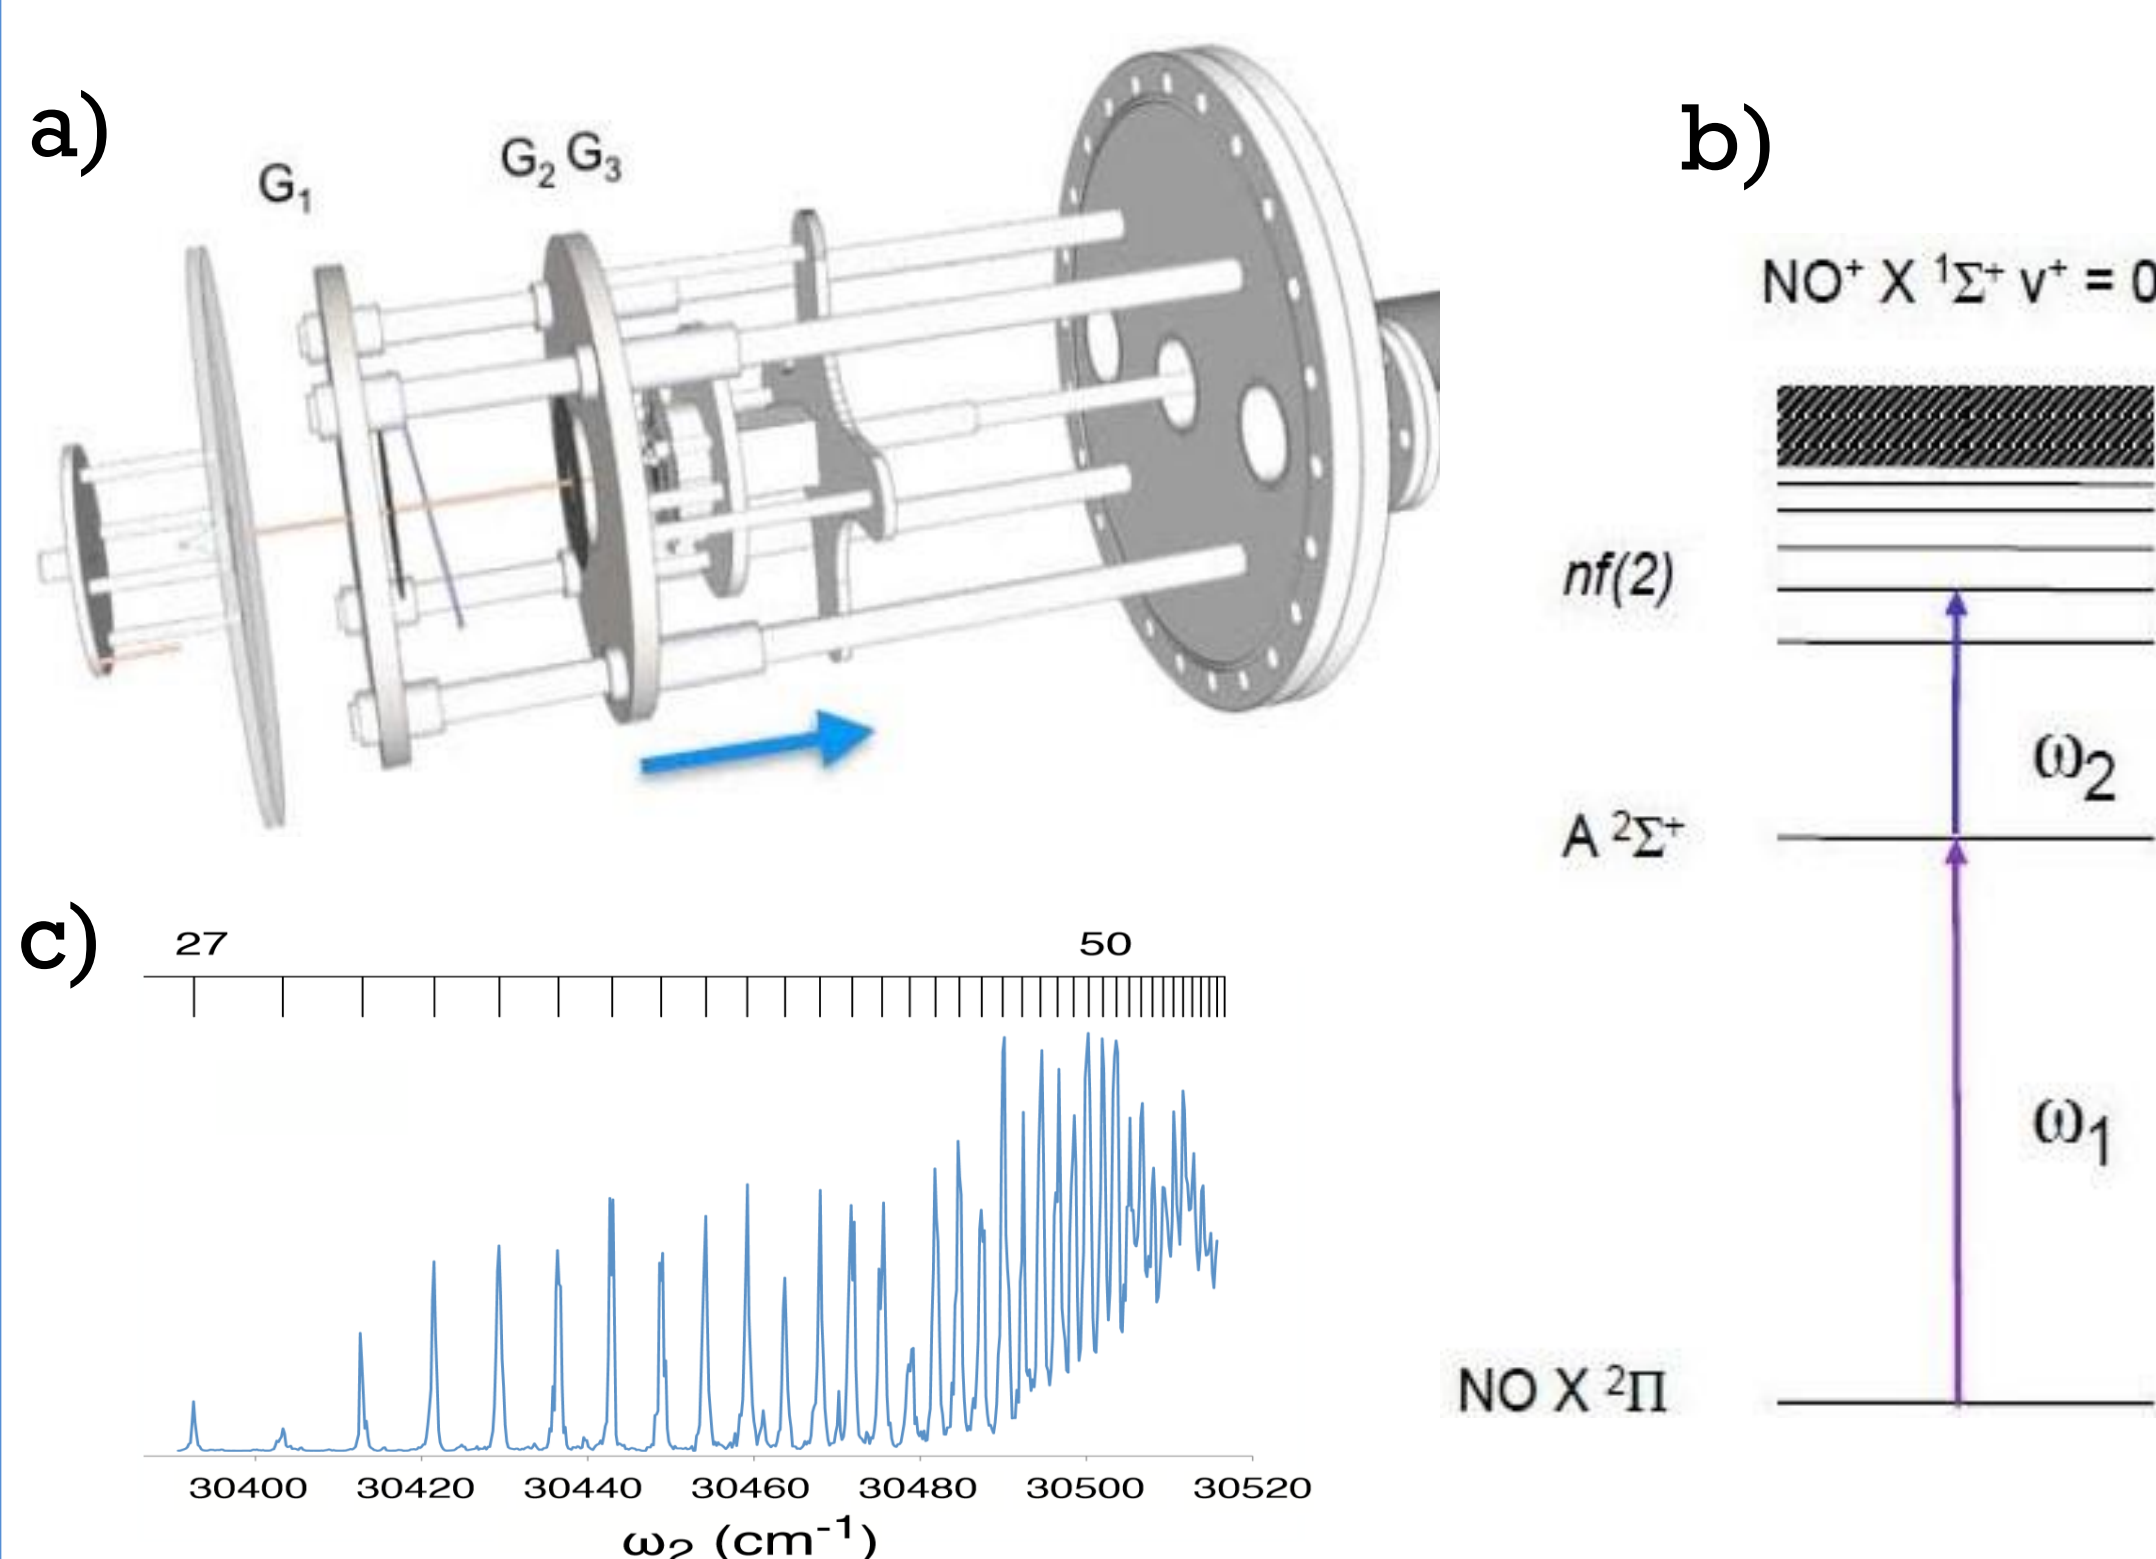 a)
G₁
G₂ G₃
b)
NO⁺ X ¹Σ⁺ v⁺ = 0
nf(2)
ω₂
A ²Σ⁺
ω₁
NO X ²Π
c)
27 50
30400 30420 30440 30460 30480 30500 30520
ω₂ (cm⁻¹)